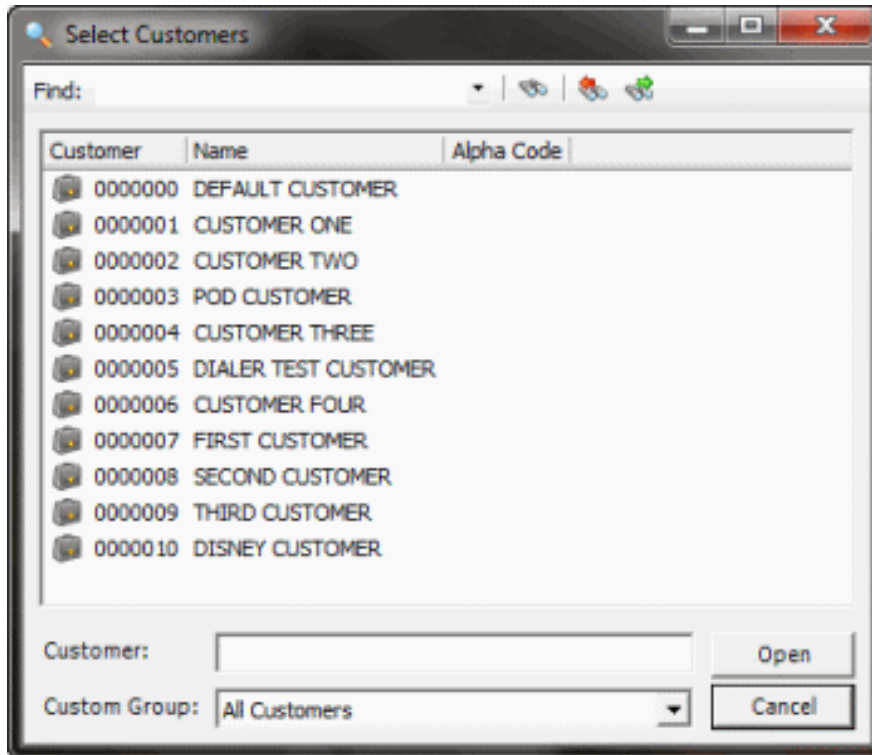 Select Customers
Find:
Customer Name Alpha Code
0000000 DEFAULT CUSTOMER
0000001 CUSTOMER ONE
0000002 CUSTOMER TWO
0000003 POD CUSTOMER
0000004 CUSTOMER THREE
0000005 DIALER TEST CUSTOMER
0000006 CUSTOMER FOUR
0000007 FIRST CUSTOMER
0000008 SECOND CUSTOMER
0000009 THIRD CUSTOMER
0000010 DISNEY CUSTOMER
Customer:
Open
Custom Group: All Customers
Cancel